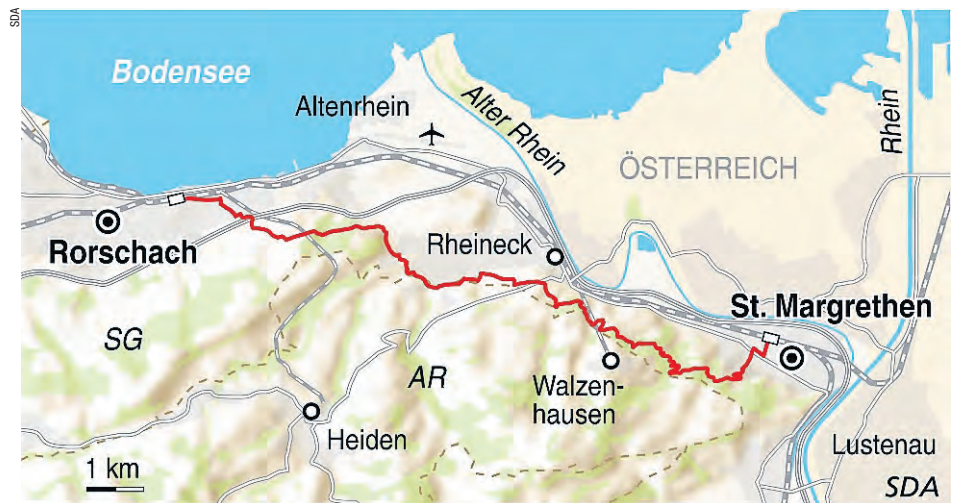 SDA
Bodensee
Altenrhein
Alter Rhein
Rhein
ÖSTERREICH
Rorschach
Rheineck
St. Margrethen
SG
AR
Walzen-
hausen
Heiden
Lustenau
1 km
SDA